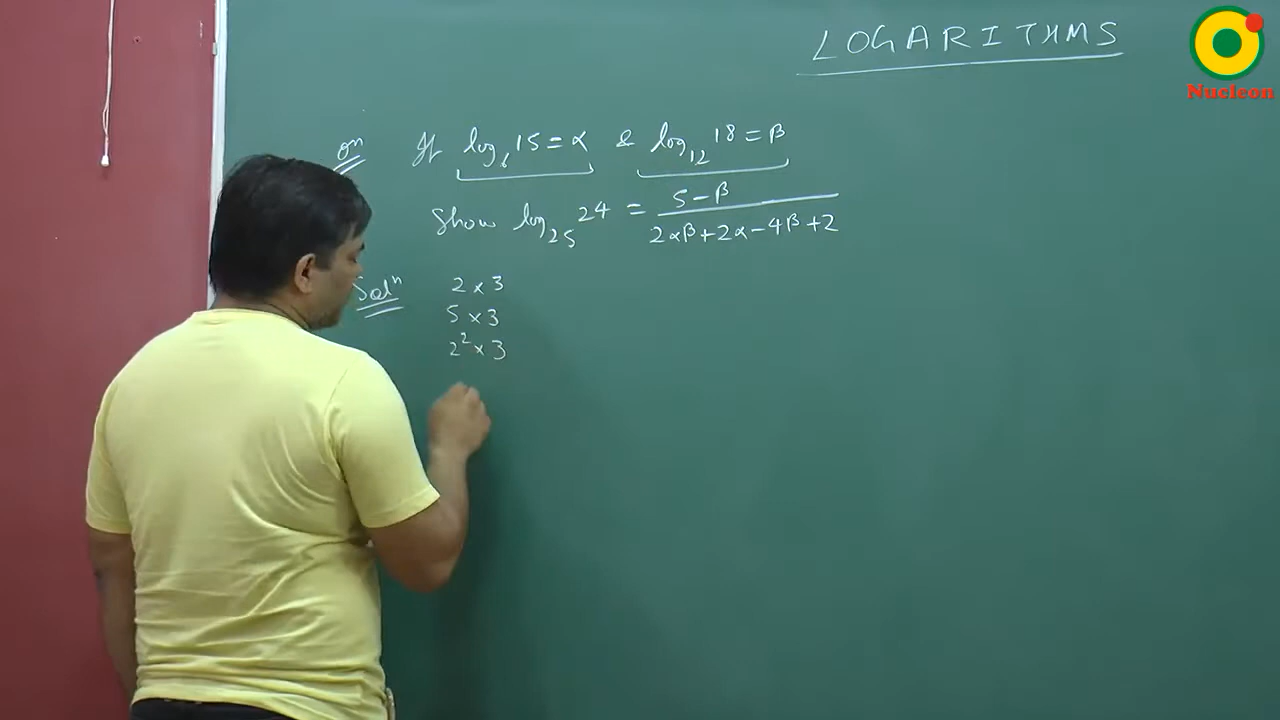 LOGARITHMS
Nucleon
Qn If log₆ 15 = α & log₁₂ 18 = β
Show log₂₅ 24 = (5 − β)/(2αβ + 2α − 4β + 2)
Solⁿ 2 × 3
5 × 3
2² × 3